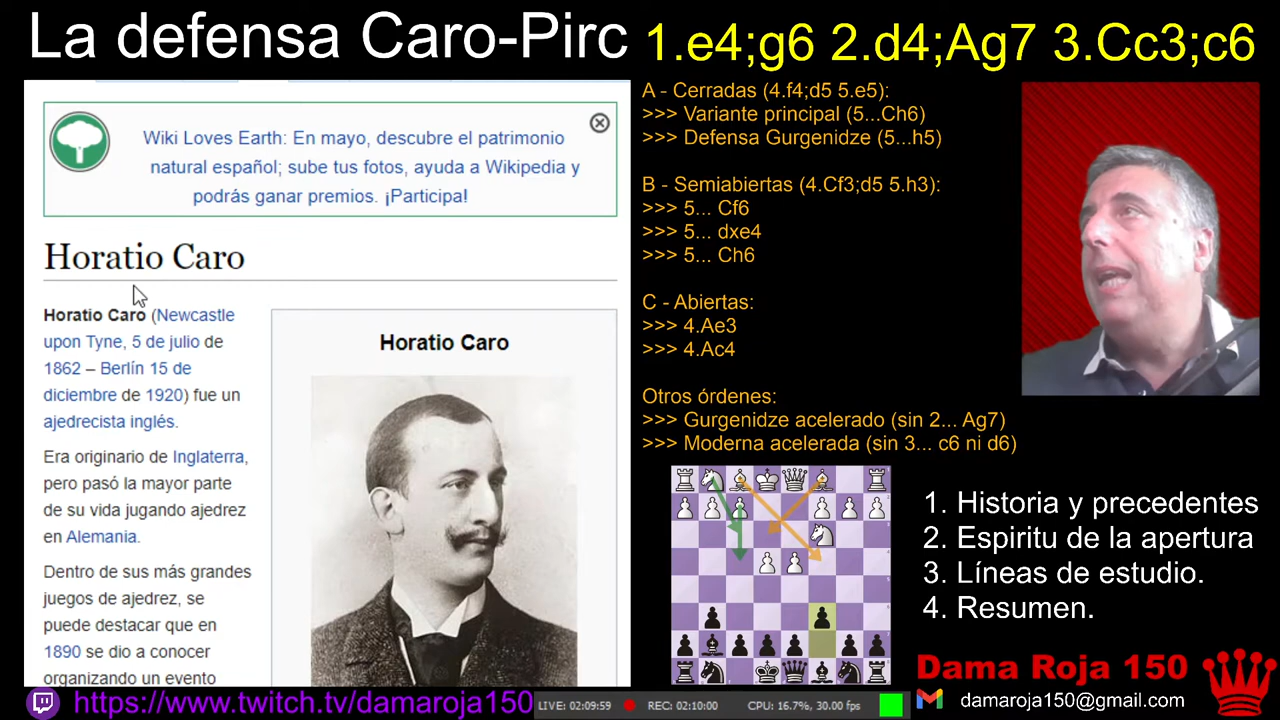 La defensa Caro-Pirc
1.e4;g6 2.d4;Ag7 3.Cc3;c6
Wiki Loves Earth: En mayo, descubre el patrimonio
natural español; sube tus fotos, ayuda a Wikipedia y
podrás ganar premios. ¡Participa!
Horatio Caro
Horatio Caro (Newcastle
upon Tyne, 5 de julio de
1862 – Berlín 15 de
diciembre de 1920) fue un
ajedrecista inglés.
Era originario de Inglaterra,
pero pasó la mayor parte
de su vida jugando ajedrez
en Alemania.
Dentro de sus más grandes
juegos de ajedrez, se
puede destacar que en
1890 se dio a conocer
organizando un evento
Horatio Caro
A - Cerradas (4.f4;d5 5.e5):
>>> Variante principal (5...Ch6)
>>> Defensa Gurgenidze (5...h5)
B - Semiabiertas (4.Cf3;d5 5.h3):
>>> 5... Cf6
>>> 5... dxe4
>>> 5... Ch6
C - Abiertas:
>>> 4.Ae3
>>> 4.Ac4
Otros órdenes:
>>> Gurgenidze acelerado (sin 2... Ag7)
>>> Moderna acelerada (sin 3... c6 ni d6)
1. Historia y precedentes
2. Espiritu de la apertura
3. Líneas de estudio.
4. Resumen.
Dama Roja 150
damaroja150@gmail.com
https://www.twitch.tv/damaroja150
LIVE: 02:09:59
REC: 02:10:00
CPU: 16.7%, 30.00 fps